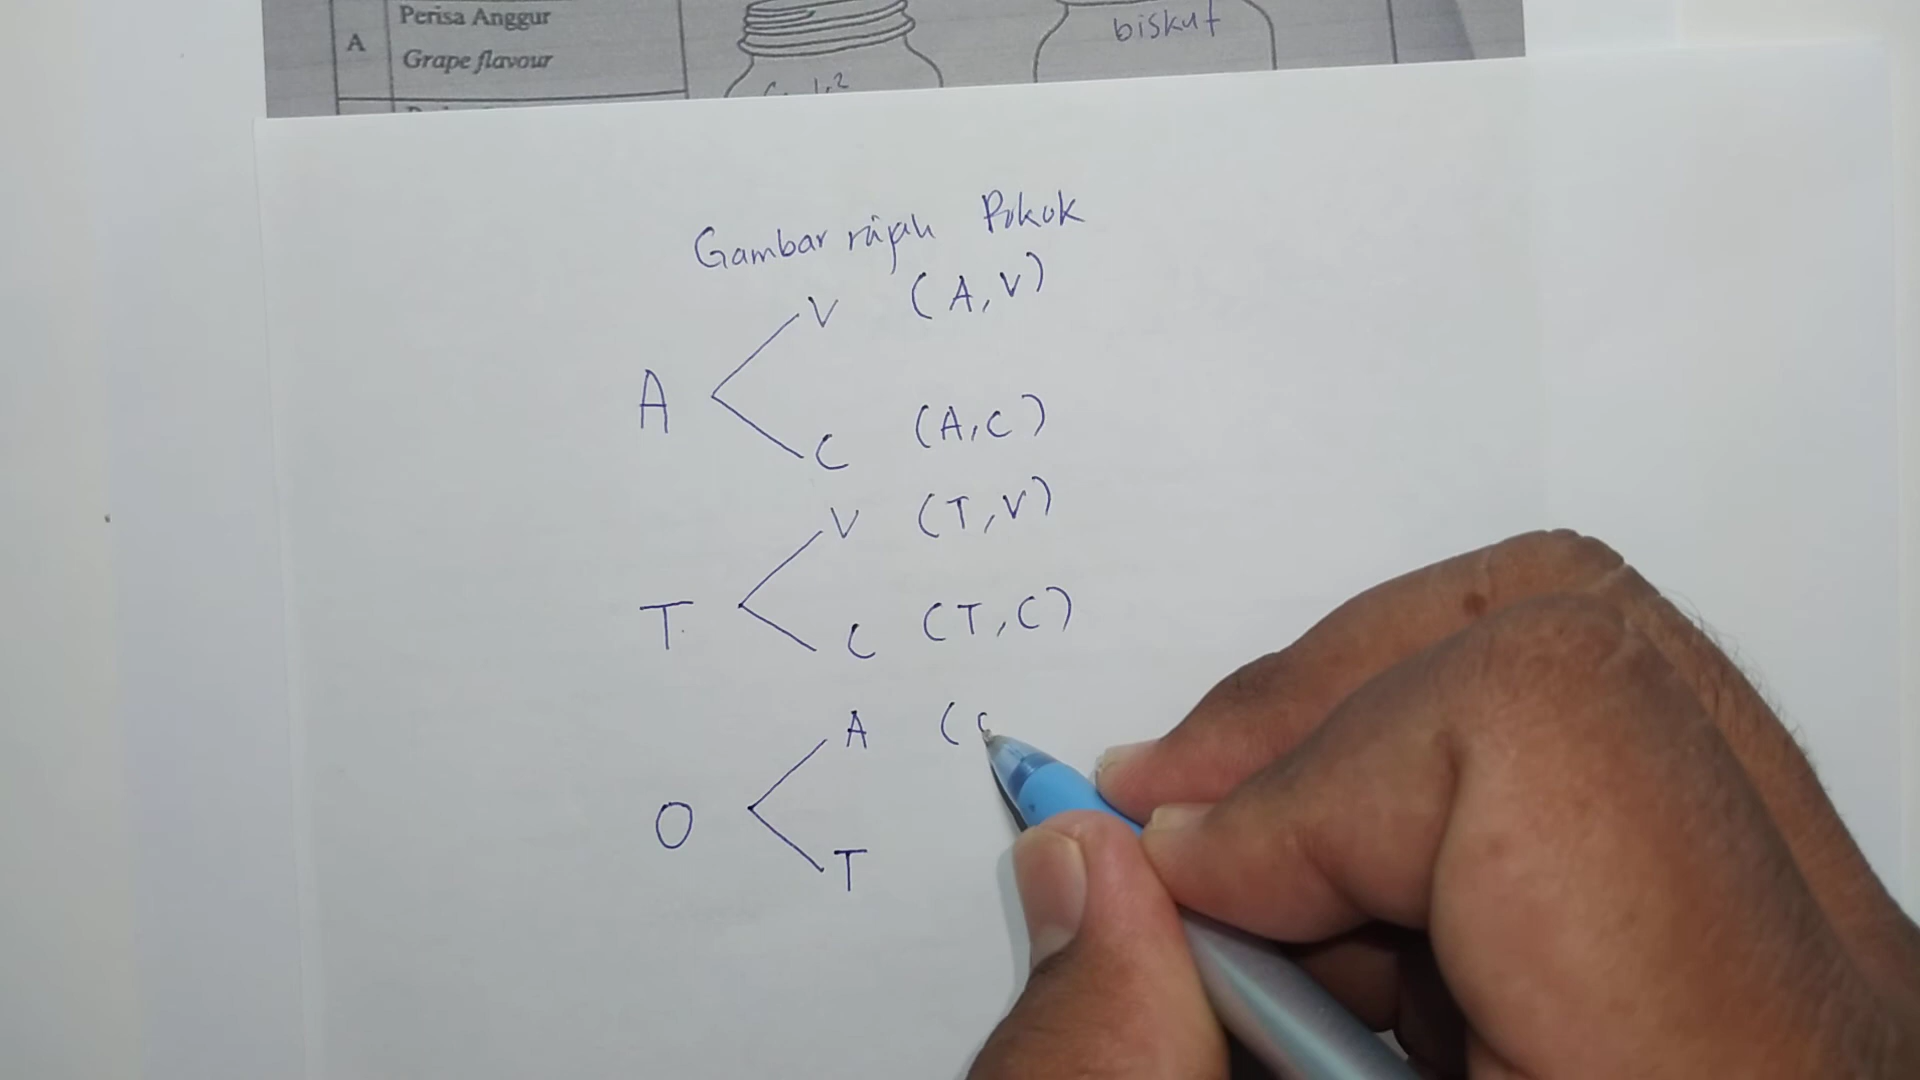 A
Perisa Anggur
Grape flavour
biskut
Gambar rajah Pokok
V (A,V)
A
C (A,C)
V (T,V)
T
C (T,C)
A (
O
T